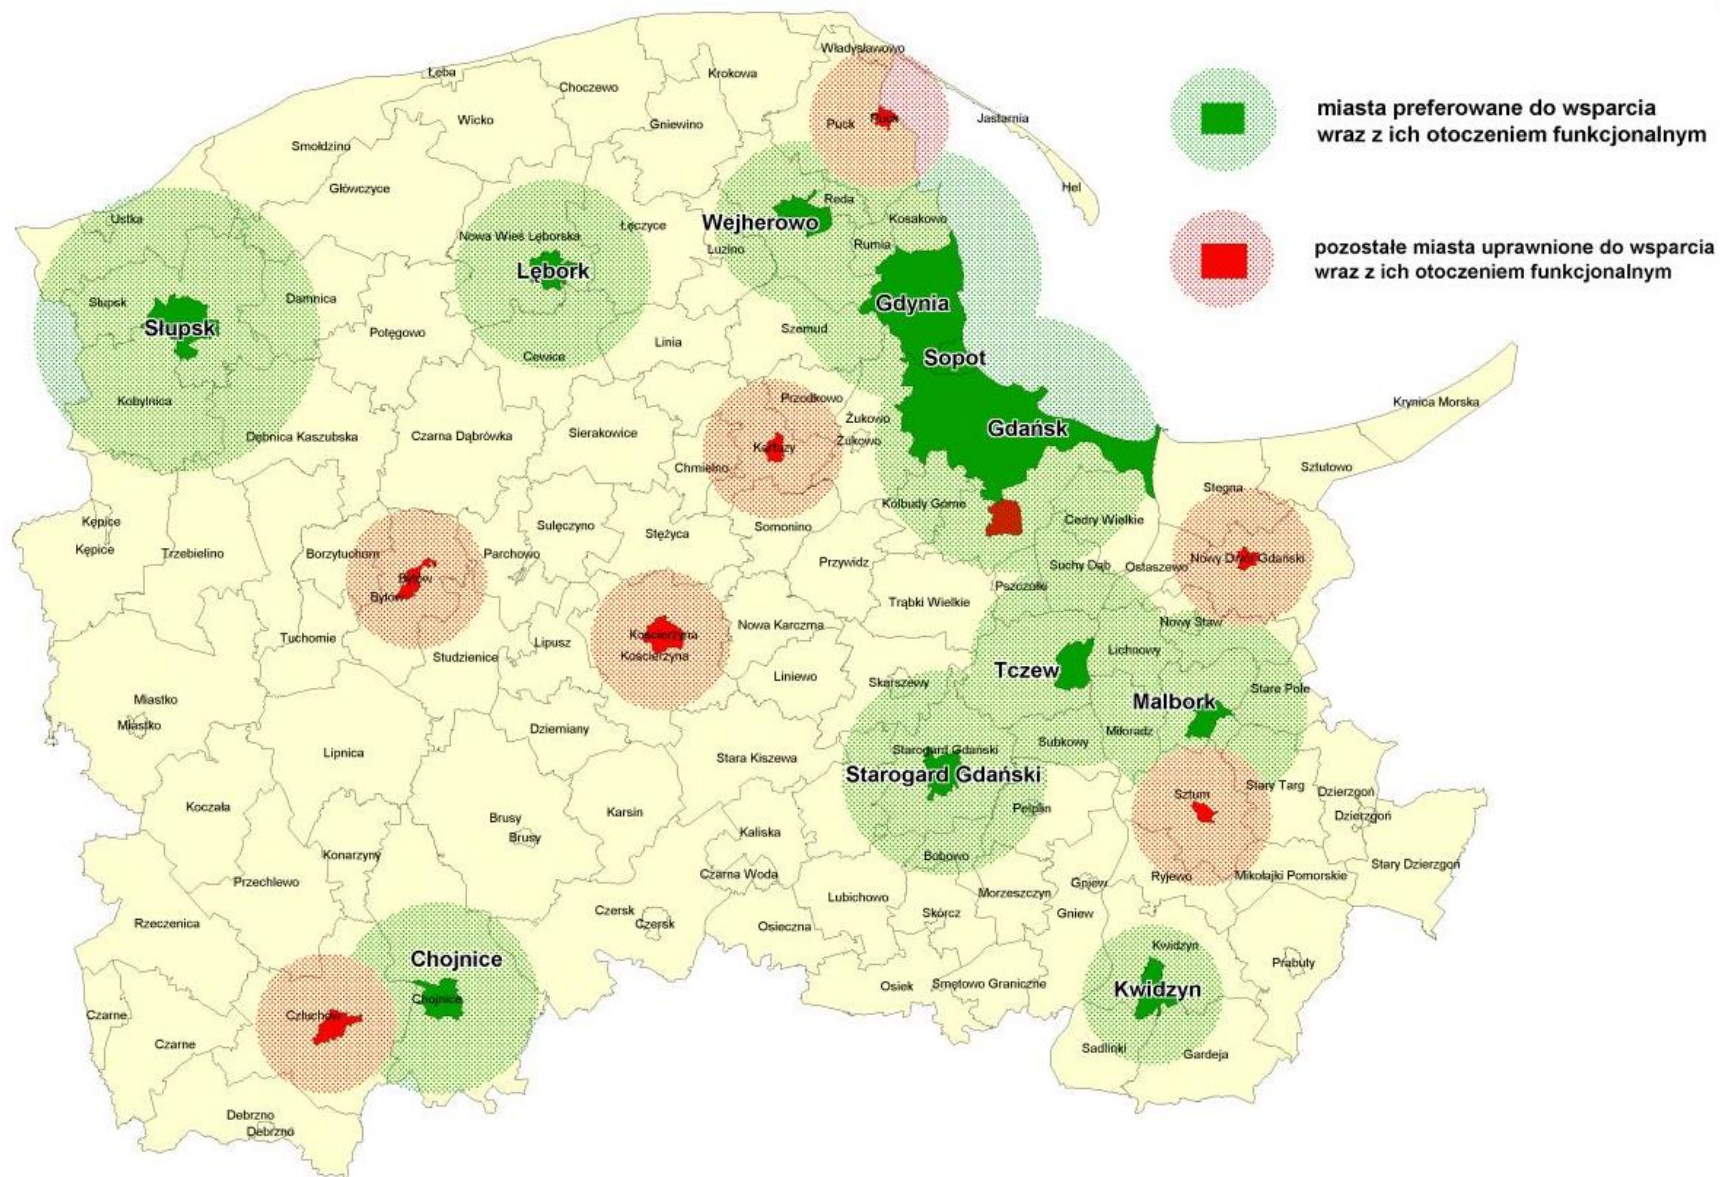 Władysławowo
Łeba
Krokowa
Choczewo
miasta preferowane do wsparcia
wraz z ich otoczeniem funkcjonalnym
Wicko
Gniewino
Puck
Puck
Jastarnia
Smołdzino
Główczyce
Hel
Ustka
Reda
Kosakowo
Wejherowo
Łęczyce
Nowa Wieś Lęborska
Luzino
Rumia
pozostałe miasta uprawnione do wsparcia
wraz z ich otoczeniem funkcjonalnym
Lębork
Słupsk
Damnica
Gdynia
Słupsk
Potęgowo
Szemud
Linia
Cewice
Sopot
Kobylnica
Przodkowo
Krynica Morska
Żukowo
Gdańsk
Dębnica Kaszubska
Czarna Dąbrówka
Sierakowice
Żukowo
Kartuzy
Chmielno
Sztutowo
Stegna
Kolbudy Górne
Kępice
Cedry Wielkie
Sulęczyno
Somonino
Stężyca
Kępice
Trzebielino
Borzytuchom
Parchowo
Przywidz
Suchy Dąb
Ostaszewo
Nowy Dwór Gdański
Bytów
Pszczółki
Bytów
Trąbki Wielkie
Nowy Staw
Nowa Karczma
Kościerzyna
Tuchomie
Lipusz
Kościerzyna
Studzienice
Lichnowy
Tczew
Liniewo
Skarszewy
Stare Pole
Miastko
Malbork
Miastko
Dziemiany
Miłoradz
Subkowy
Lipnica
Stara Kiszewa
Starogard Gdański
Starogard Gdański
Stary Targ
Sztum
Dzierzgoń
Koczała
Pelplin
Karsin
Brusy
Dzierzgoń
Brusy
Kaliska
Konarzyny
Bobowo
Stary Dzierzgoń
Przechlewo
Czarna Woda
Ryjewo
Mikołajki Pomorskie
Gniew
Morzeszczyn
Lubichowo
Czersk
Skórcz
Gniew
Rzeczenica
Czersk
Osieczna
Kwidzyn
Chojnice
Prabuty
Osiek
Smętowo Graniczne
Kwidzyn
Chojnice
Człuchów
Czarne
Czarne
Sadlinki
Gardeja
Debrzno
Debrzno